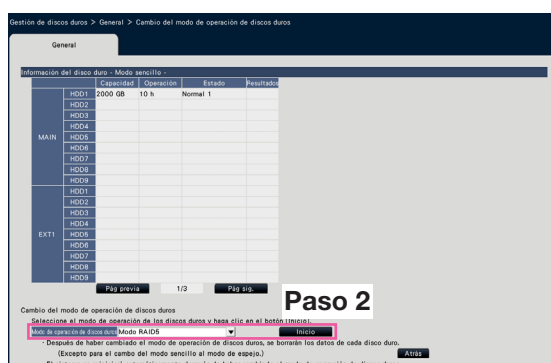 Gestión de discos duros > General > Cambio del modo de operación de discos duros
General
Información del disco duro - Modo sencillo -
Capacidad Operación Estado Resultados
MAIN
HDD1 2000 GB 10 h Normal 1
HDD2
HDD3
HDD4
HDD5
HDD6
HDD7
HDD8
HDD9
EXT1
HDD1
HDD2
HDD3
HDD4
HDD5
HDD6
HDD7
HDD8
HDD9
Pág previa 1/3 Pág sig.
Paso 2
Cambio del modo de operación de discos duros
Seleccione el modo de operación de los discos duros y haga clic en el botón [Inicio].
Modo de operación de discos duros Modo RAID5 Inicio
- Después de haber cambiado el modo de operación de discos duros, se borrarán los datos de cada disco duro.
(Excepto para el cambo del modo sencillo al modo de espejo.)
Atrás